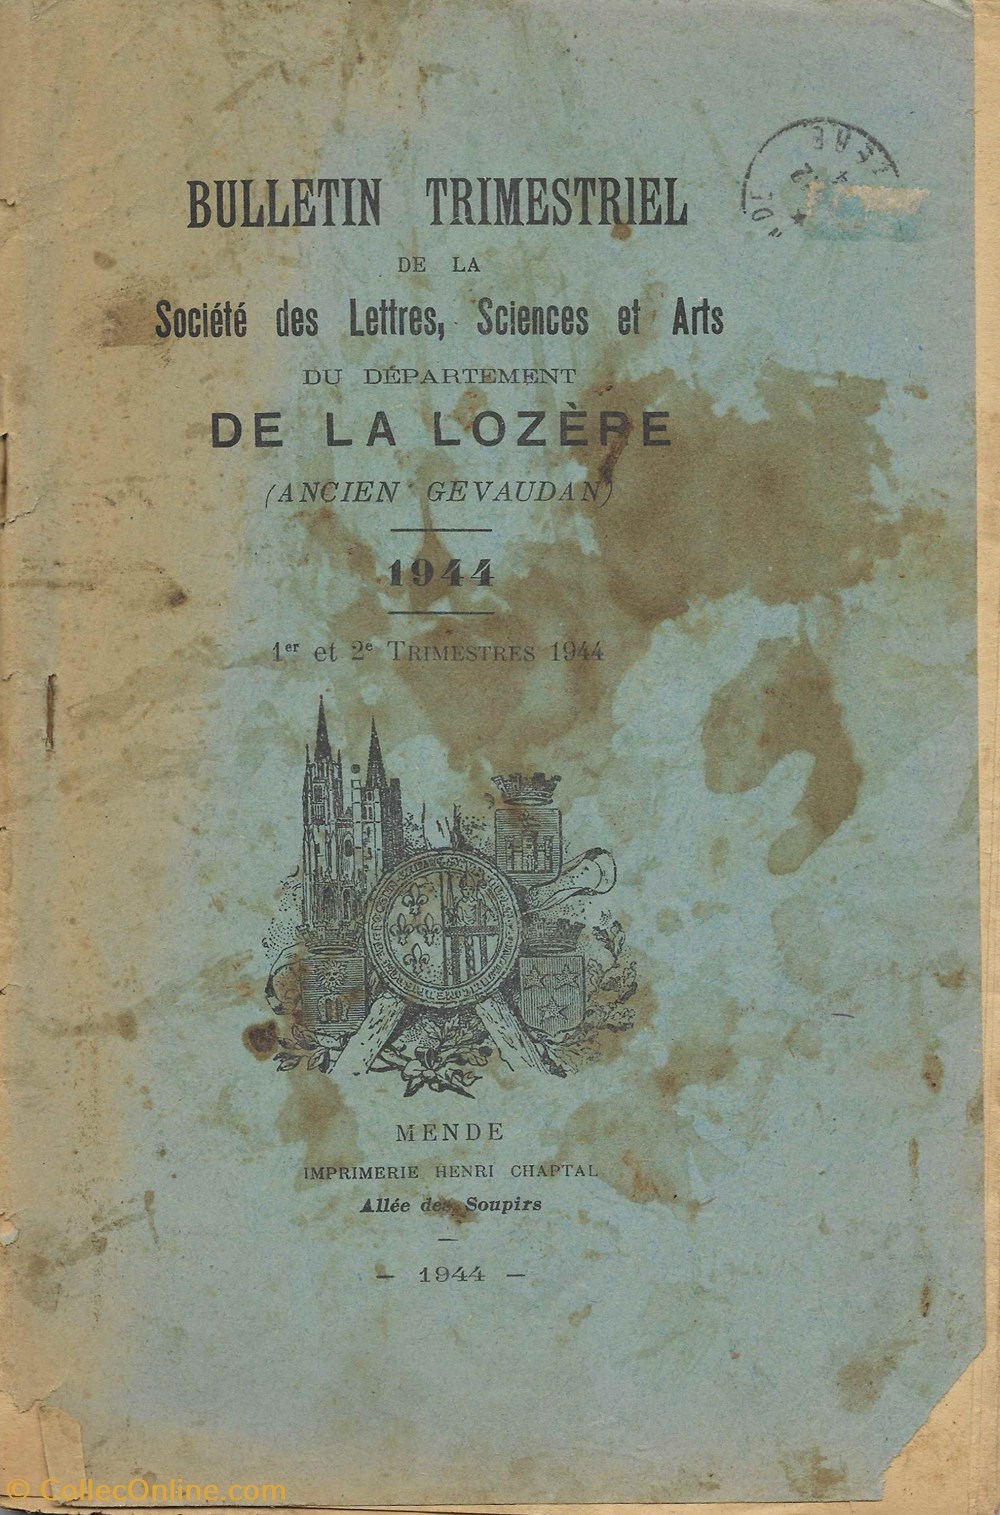 BULLETIN TRIMESTRIEL
DE LA
Société des Lettres, Sciences et Arts
DU DÉPARTEMENT
DE LA LOZÈRE
(ANCIEN GEVAUDAN)
1944
1er et 2e TRIMESTRES 1944
MENDE
IMPRIMERIE HENRI CHAPTAL
Allée des Soupirs
— 1944 —
© CollecOnline.com